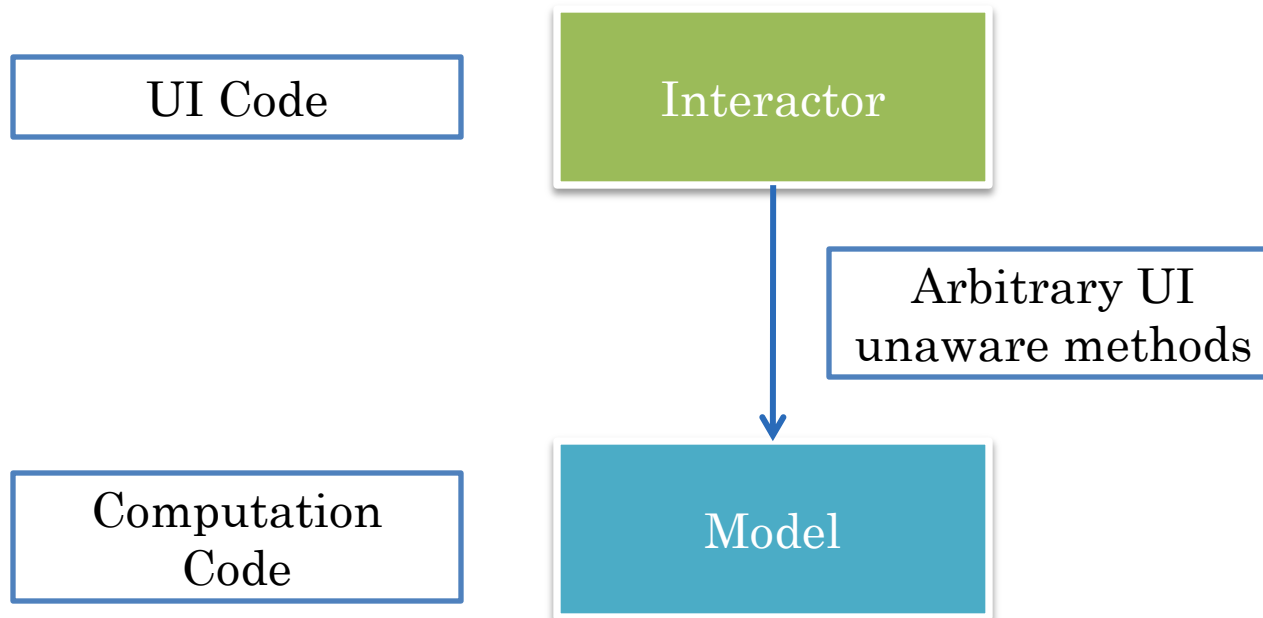 UI Code
Interactor
Arbitrary UI
unaware methods
Computation
Code
Model